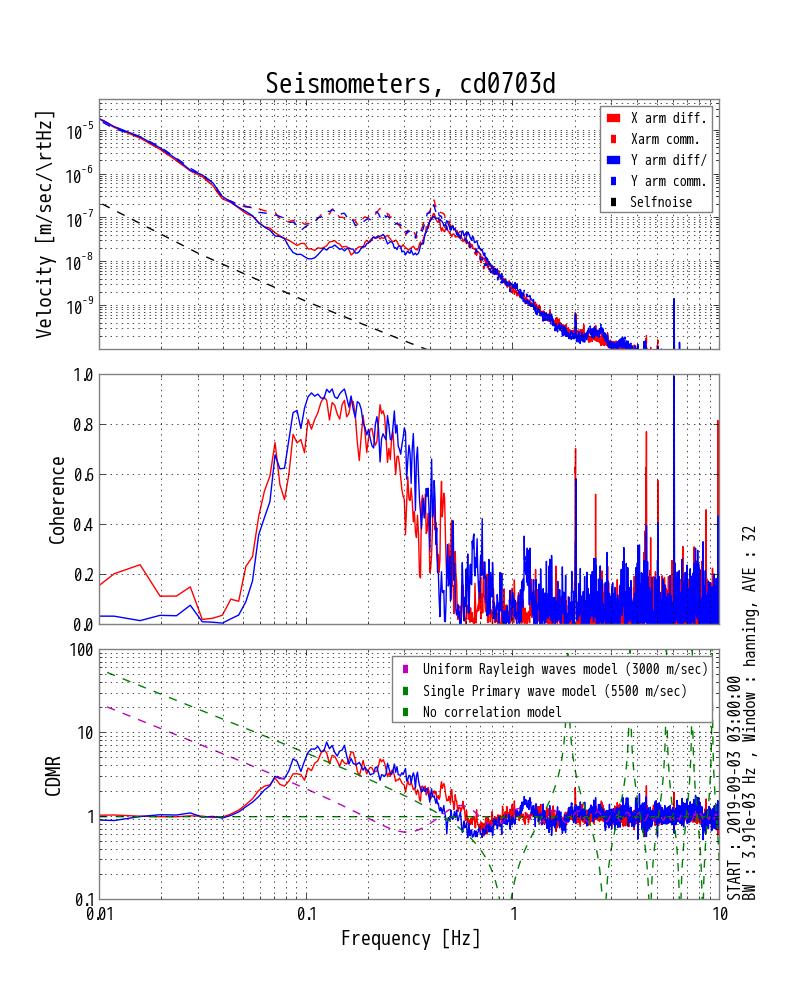 Seismometers, cd0703d
Velocity [m/sec/\rtHz]
10^-5
10^-6
10^-7
10^-8
10^-9
X arm diff.
Xarm comm.
Y arm diff/
Y arm comm.
Selfnoise
Coherence
1.0
0.8
0.6
0.4
0.2
0.0
CDMR
100
10
1
0.1
Uniform Rayleigh waves model (3000 m/sec)
Single Primary wave model (5500 m/sec)
No correlation model
0.01
0.1
1
10
Frequency [Hz]
START : 2019-09-03 03:00:00
BW : 3.91e-03 Hz , Window : hanning, AVE : 32